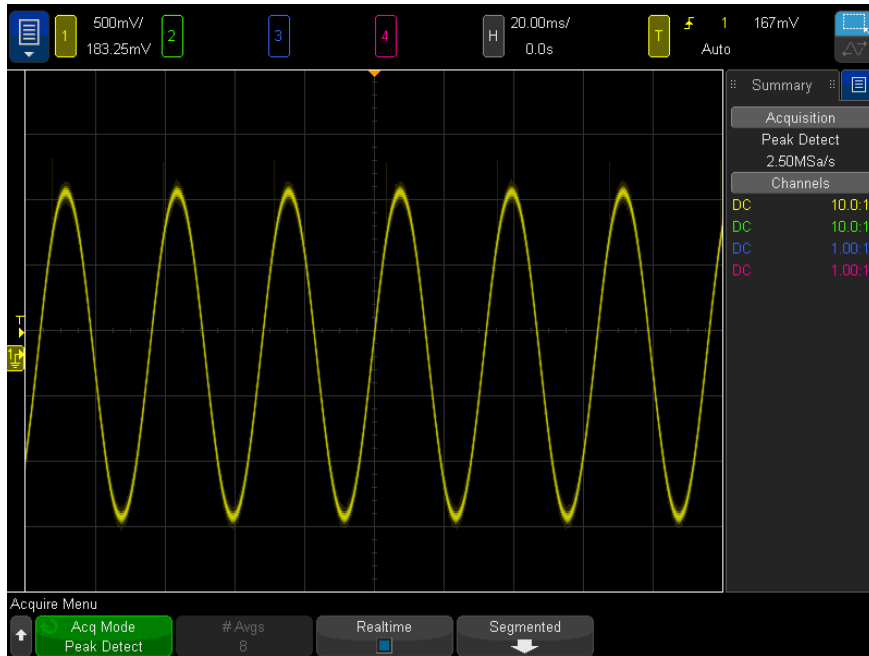 1
500mV/
183.25mV
2
3
4
H
20.00ms/
0.0s
T
1
167mV
Auto
Summary
Acquisition
Peak Detect
2.50MSa/s
Channels
DC 10.0:1
DC 10.0:1
DC 1.00:1
DC 1.00:1
T
1
Acquire Menu
Acq Mode
Peak Detect
# Avgs
8
Realtime
Segmented